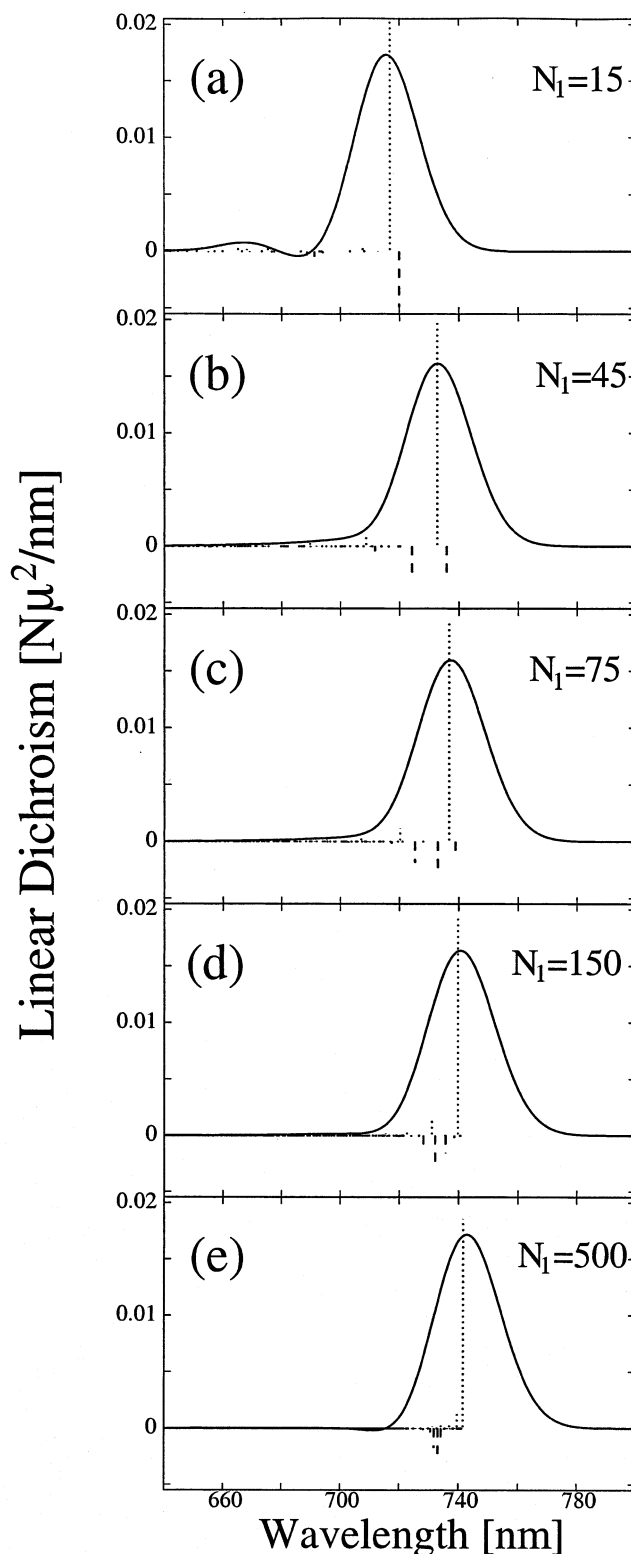 0.02
(a)
N₁=15
0.01
0
0.02
(b)
N₁=45
0.01
0
0.02
(c)
N₁=75
0.01
0
0.02
(d)
N₁=150
0.01
0
0.02
(e)
N₁=500
0.01
0
660 700 740 780
Wavelength [nm]
Linear Dichroism [Nμ²/nm]